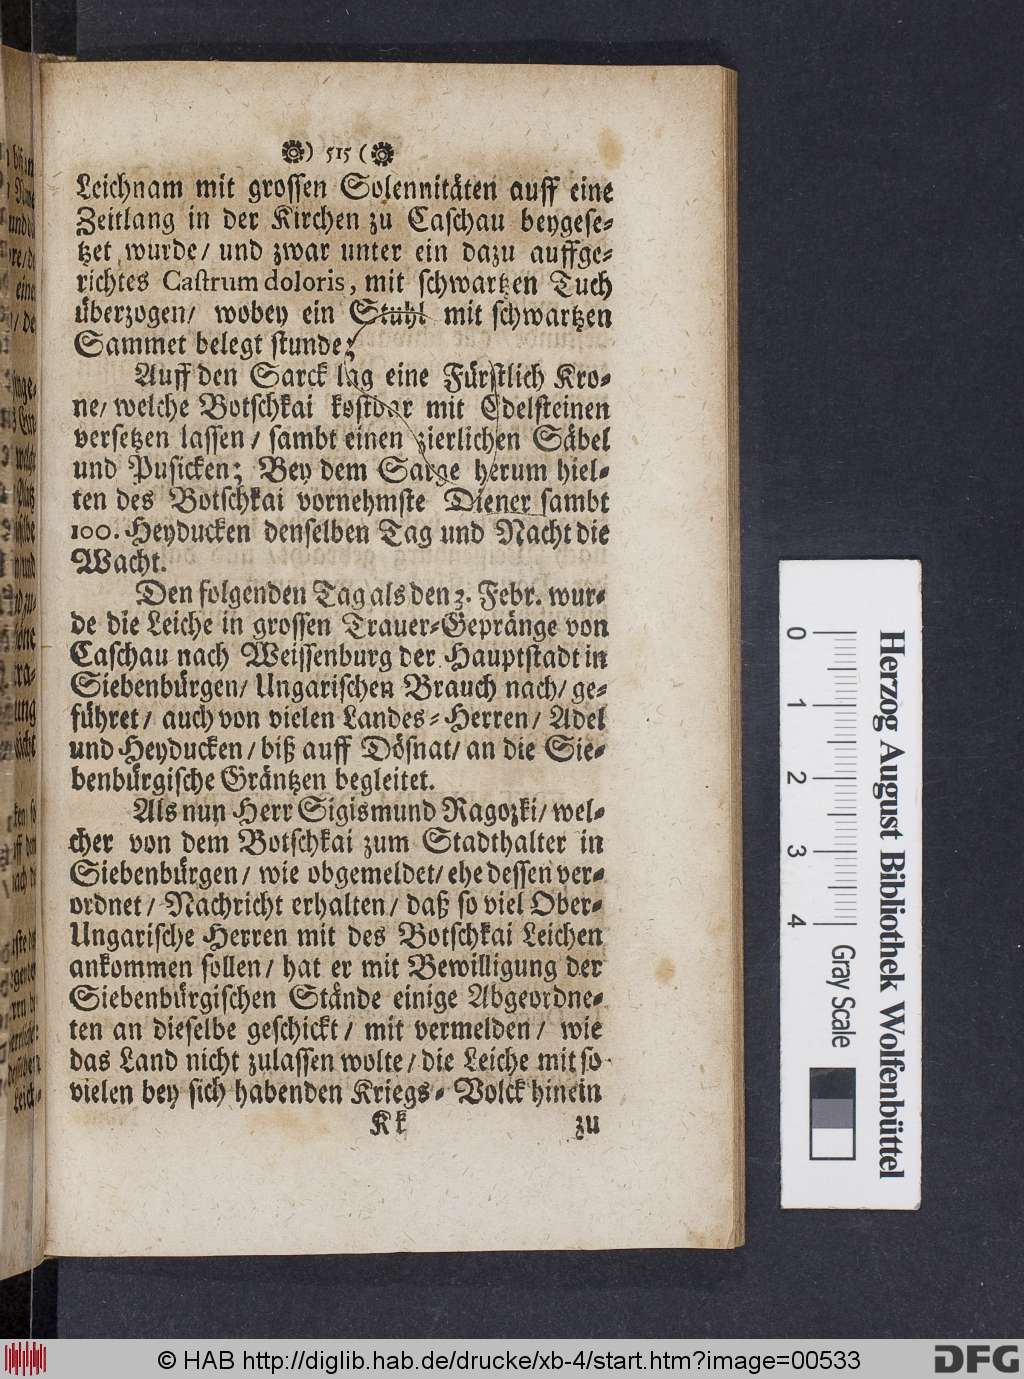 ) 515 (
Leichnam mit grossen Solennitäten auff eine
Zeitlang in der Kirchen zu Caschau beygese-
tzet wurde/ und zwar unter ein dazu auffge-
richtes Castrum doloris, mit schwartzen Tuch
überzogen/ wobey ein Stuhl mit schwartzen
Sammet belegt stunde;
Auff den Sarck lag eine Fürstlich Kro-
ne/ welche Botschkai kostbar mit Edelsteinen
versetzen lassen/ sambt einen zierlichen Säbel
und Pusicken; Bey dem Sarge herum hiel-
ten des Botschkai vornehmste Diener sambt
100. Heyducken denselben Tag und Nacht die
Wacht.
Den folgenden Tag als den 3. Febr. wur-
de die Leiche in grossen Trauer-Gepränge von
Caschau nach Weissenburg der Hauptstadt in
Siebenbürgen/ Ungarischen Brauch nach/ ge-
führet/ auch von vielen Landes-Herren/ Adel
und Heyducken/ biß auff Dösnat/ an die Sie-
benbürgische Gräntzen begleitet.
Als nun Herr Sigismund Ragozki/ wel-
cher von dem Botschkai zum Stadthalter in
Siebenbürgen/ wie obgemeldet/ ehe dessen ver-
ordnet/ Nachricht erhalten/ daß so viel Ober-
Ungarische Herren mit des Botschkai Leichen
ankommen sollen/ hat er mit Bewilligung der
Siebenbürgischen Stände einige Abgeordne-
ten an dieselbe geschickt/ mit vermelden/ wie
das Land nicht zulassen wolte/ die Leiche mit so
vielen bey sich habenden Kriegs-Volck hinein
Kk zu
0 1 2 3 4
Gray Scale
Herzog August Bibliothek Wolfenbüttel
© HAB http://diglib.hab.de/drucke/xb-4/start.htm?image=00533
DFG